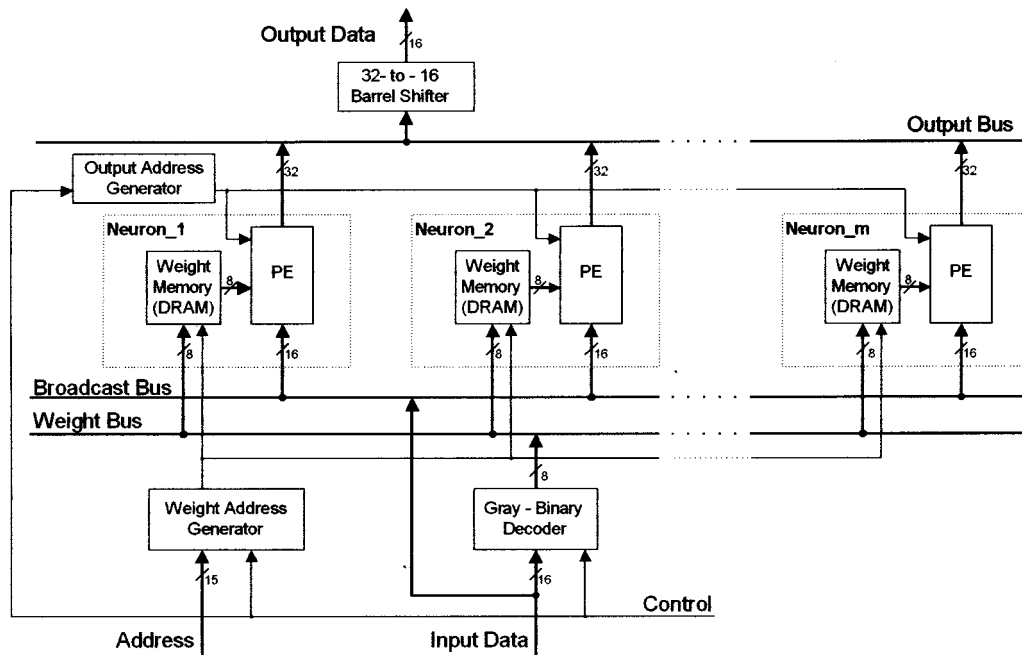 Output Data
16
32- to - 16
Barrel Shifter
Output Bus
Output Address
Generator
32
32
32
Neuron_1
Neuron_2
Neuron_m
Weight
Memory
(DRAM)
8
PE
Weight
Memory
(DRAM)
8
PE
Weight
Memory
(DRAM)
8
PE
8
16
8
16
8
16
Broadcast Bus
Weight Bus
8
Weight Address
Generator
Gray - Binary
Decoder
15
16
Control
Address
Input Data